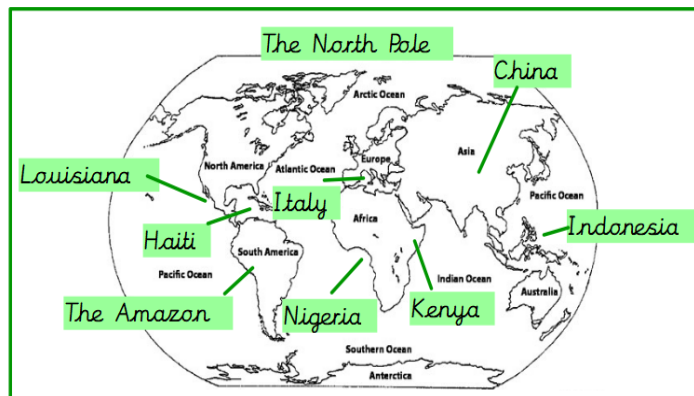 The North Pole
China
Arctic Ocean
North America
Atlantic Ocean
Europe
Asia
Louisiana
Italy
Pacific Ocean
Haiti
Africa
Indonesia
South America
Pacific Ocean
Indian Ocean
Australia
The Amazon
Nigeria
Kenya
Southern Ocean
Antarctica